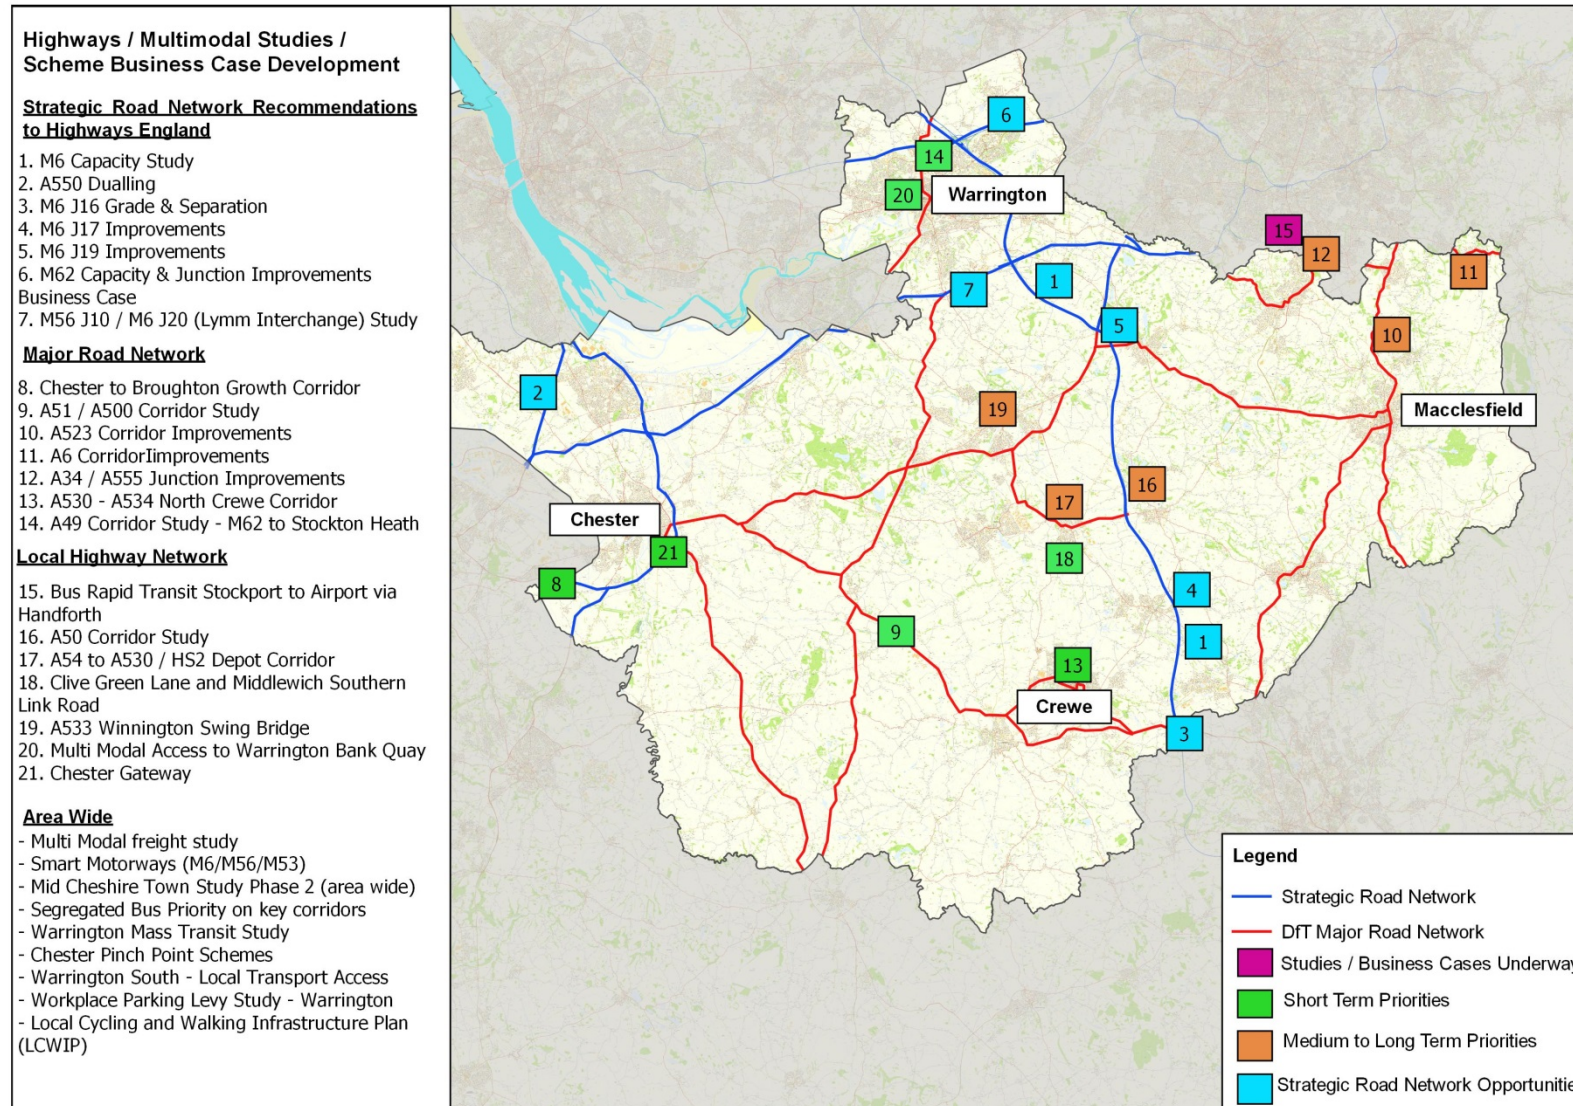 Highways / Multimodal Studies /
Scheme Business Case Development
Strategic Road Network Recommendations
to Highways England
1. M6 Capacity Study
2. A550 Dualling
3. M6 J16 Grade & Separation
4. M6 J17 Improvements
5. M6 J19 Improvements
6. M62 Capacity & Junction Improvements
Business Case
7. M56 J10 / M6 J20 (Lymm Interchange) Study
Major Road Network
8. Chester to Broughton Growth Corridor
9. A51 / A500 Corridor Study
10. A523 Corridor Improvements
11. A6 CorridorIimprovements
12. A34 / A555 Junction Improvements
13. A530 - A534 North Crewe Corridor
14. A49 Corridor Study - M62 to Stockton Heath
Local Highway Network
15. Bus Rapid Transit Stockport to Airport via
Handforth
16. A50 Corridor Study
17. A54 to A530 / HS2 Depot Corridor
18. Clive Green Lane and Middlewich Southern
Link Road
19. A533 Winnington Swing Bridge
20. Multi Modal Access to Warrington Bank Quay
21. Chester Gateway
Area Wide
- Multi Modal freight study
- Smart Motorways (M6/M56/M53)
- Mid Cheshire Town Study Phase 2 (area wide)
- Segregated Bus Priority on key corridors
- Warrington Mass Transit Study
- Chester Pinch Point Schemes
- Warrington South - Local Transport Access
- Workplace Parking Levy Study - Warrington
- Local Cycling and Walking Infrastructure Plan
(LCWIP)
6
14
20
Warrington
15
12
11
7
1
5
10
2
19
Macclesfield
16
17
Chester
21
18
8
4
9
1
13
Crewe
3
Legend
Strategic Road Network
DfT Major Road Network
Studies / Business Cases Underway
Short Term Priorities
Medium to Long Term Priorities
Strategic Road Network Opportunitie